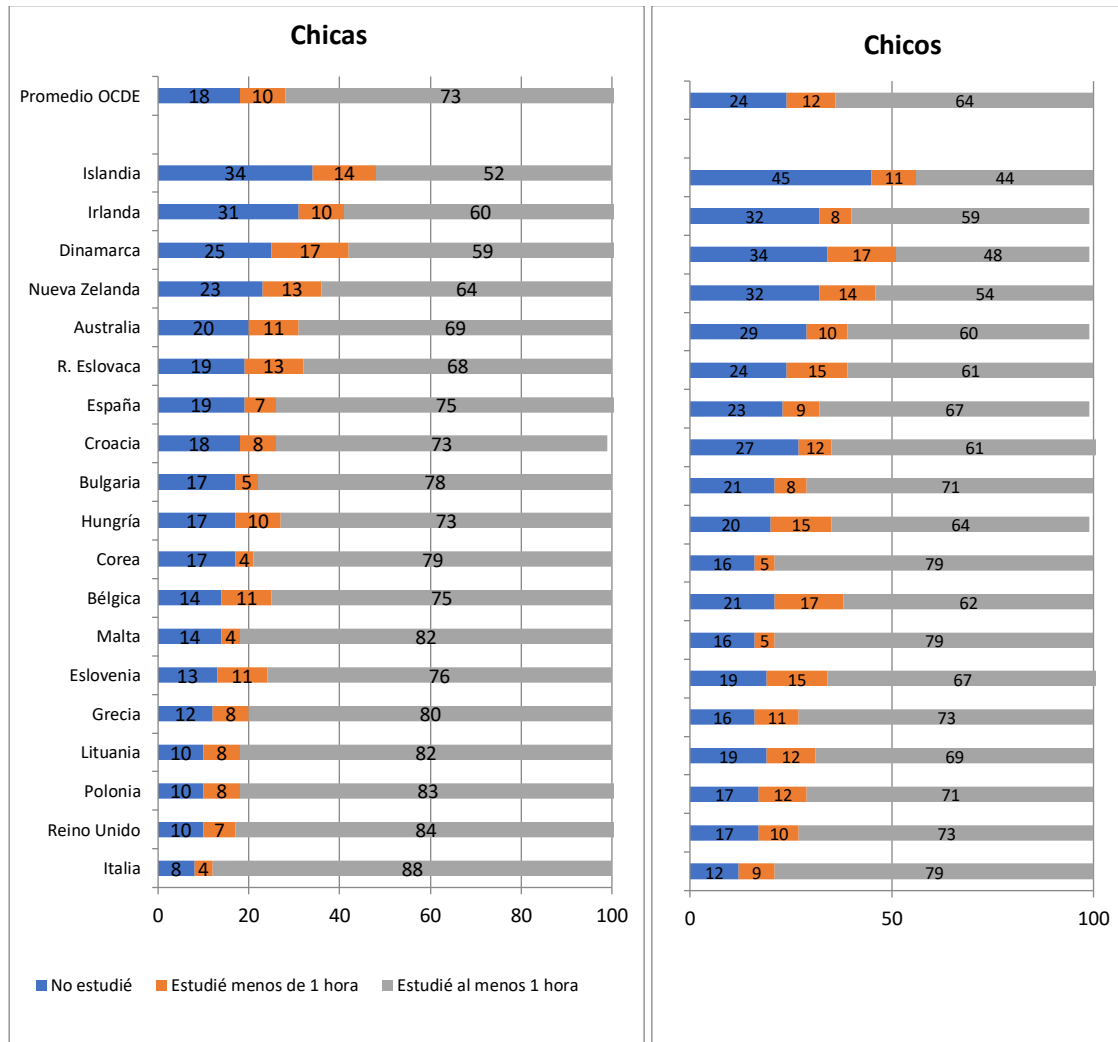 Chicas
Promedio OCDE 18 10 73
Islandia 34 14 52
Irlanda 31 10 60
Dinamarca 25 17 59
Nueva Zelanda 23 13 64
Australia 20 11 69
R. Eslovaca 19 13 68
España 19 7 75
Croacia 18 8 73
Bulgaria 17 5 78
Hungría 17 10 73
Corea 17 4 79
Bélgica 14 11 75
Malta 14 4 82
Eslovenia 13 11 76
Grecia 12 8 80
Lituania 10 8 82
Polonia 10 8 83
Reino Unido 10 7 84
Italia 8 4 88
0 20 40 60 80 100
No estudié Estudié menos de 1 hora Estudié al menos 1 hora
Chicos
24 12 64
45 11 44
32 8 59
34 17 48
32 14 54
29 10 60
24 15 61
23 9 67
27 12 61
21 8 71
20 15 64
16 5 79
21 17 62
16 5 79
19 15 67
16 11 73
19 12 69
17 12 71
17 10 73
12 9 79
0 50 100